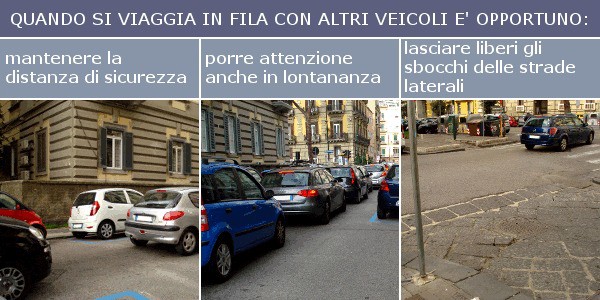 QUANDO SI VIAGGIA IN FILA CON ALTRI VEICOLI E' OPPORTUNO:
mantenere la
distanza di sicurezza
porre attenzione
anche in lontananza
lasciare liberi gli
sbocchi delle strade
laterali